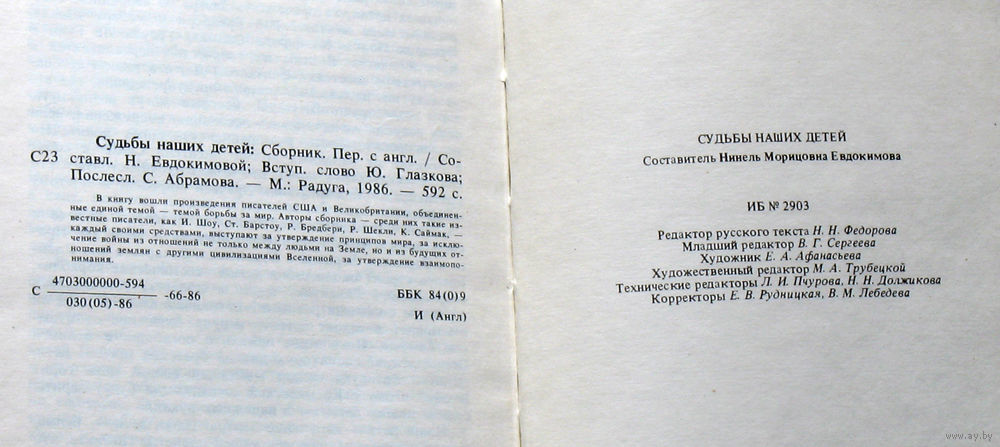 Судьбы наших детей: Сборник. Пер. с англ. / Со-
С23 ставл. Н. Евдокимовой; Вступ. слово Ю. Глазкова;
Послесл. С. Абрамова. — М.: Радуга, 1986. — 592 с.
В книгу вошли произведения писателей США и Великобритании, объединен-
ные единой темой — темой борьбы за мир. Авторы сборника — среди них такие из-
вестные писатели, как И. Шоу, Ст. Барстоу, Р. Бредбери, Р. Шекли, К. Саймак, —
каждый своими средствами, выступают за утверждение принципов мира, за исклю-
чение войны из отношений не только между людьми на Земле, но и из будущих от-
ношений землян с другими цивилизациями Вселенной, за утверждение взаимопо-
нимания.
4703000000-594
С -66-86 ББК 84(0)9
030(05)-86
И (Англ)
СУДЬБЫ НАШИХ ДЕТЕЙ
Составитель Нинель Морицовна Евдокимова
ИБ № 2903
Редактор русского текста Н. Н. Федорова
Младший редактор В. Г. Сергеева
Художник Е. А. Афанасьева
Художественный редактор М. А. Трубецкой
Технические редакторы Л. И. Пчурова, Н. Н. Должикова
Корректоры Е. В. Рудницкая, В. М. Лебедева
www.ay.by